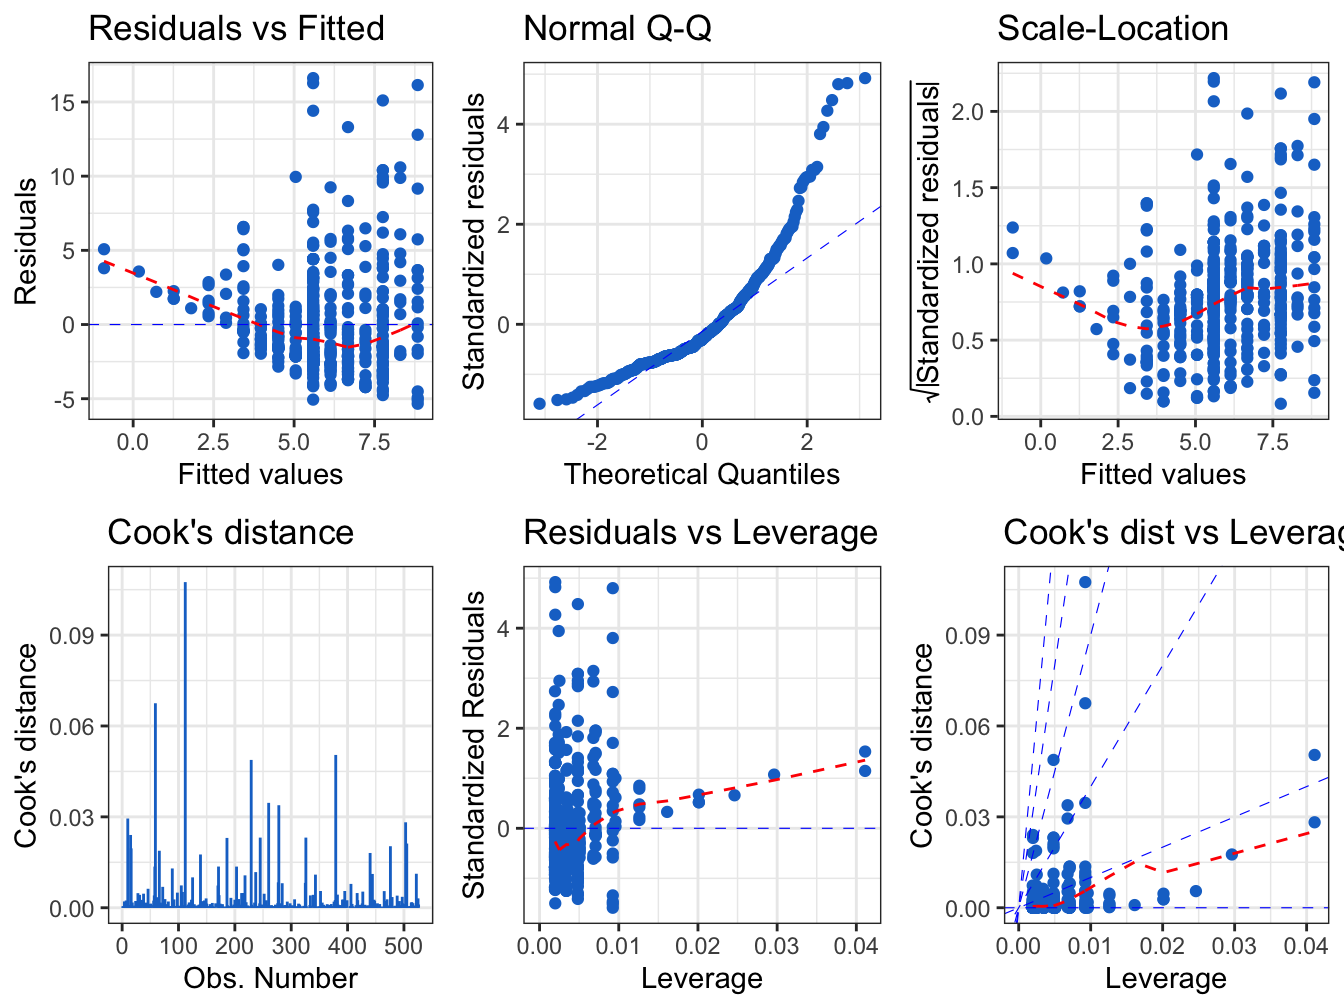 Residuals vs Fitted
Residuals
15
10
5
0
-5
0.0 2.5 5.0 7.5
Fitted values
Normal Q-Q
Standardized residuals
4
2
0
-2 0 2
Theoretical Quantiles
Scale-Location
√|Standardized residuals|
2.0
1.5
1.0
0.5
0.0
0.0 2.5 5.0 7.5
Fitted values
Cook's distance
Cook's distance
0.09
0.06
0.03
0.00
0 100 200 300 400 500
Obs. Number
Residuals vs Leverage
Standardized Residuals
4
2
0
0.00 0.01 0.02 0.03 0.04
Leverage
Cook's dist vs Leverag
Cook's distance
0.09
0.06
0.03
0.00
0.00 0.01 0.02 0.03 0.04
Leverage